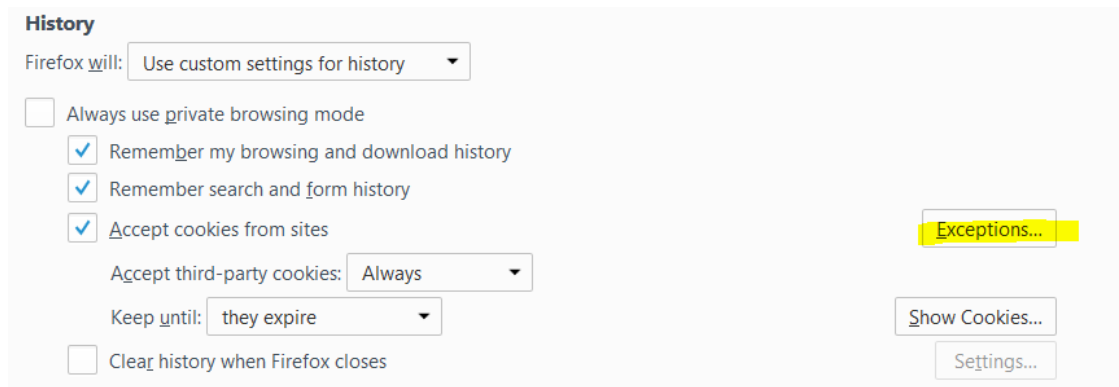 History
Firefox will: Use custom settings for history
Always use private browsing mode
Remember my browsing and download history
Remember search and form history
Accept cookies from sites Exceptions...
Accept third-party cookies: Always
Keep until: they expire Show Cookies...
Clear history when Firefox closes Settings...